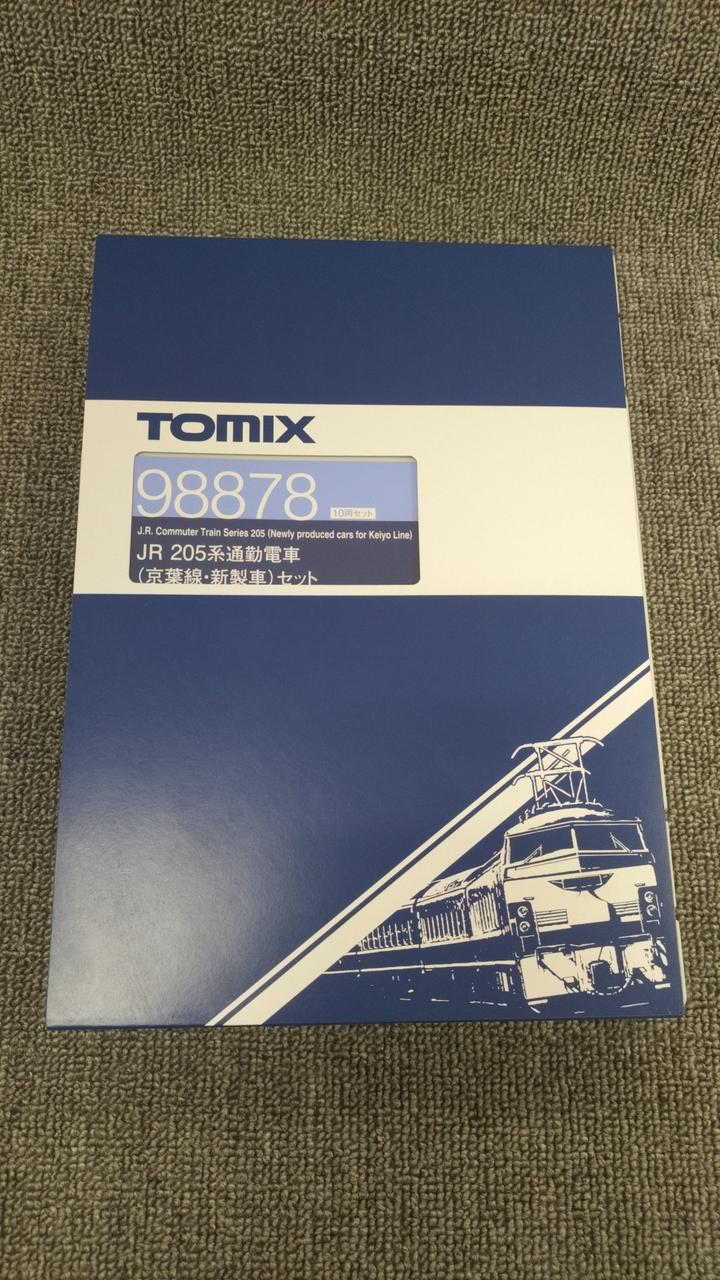 TOMIX
98878 10両セット
J.R. Commuter Train Series 205 (Newly produced cars for Keiyo Line)
JR 205系通勤電車
(京葉線・新製車)セット